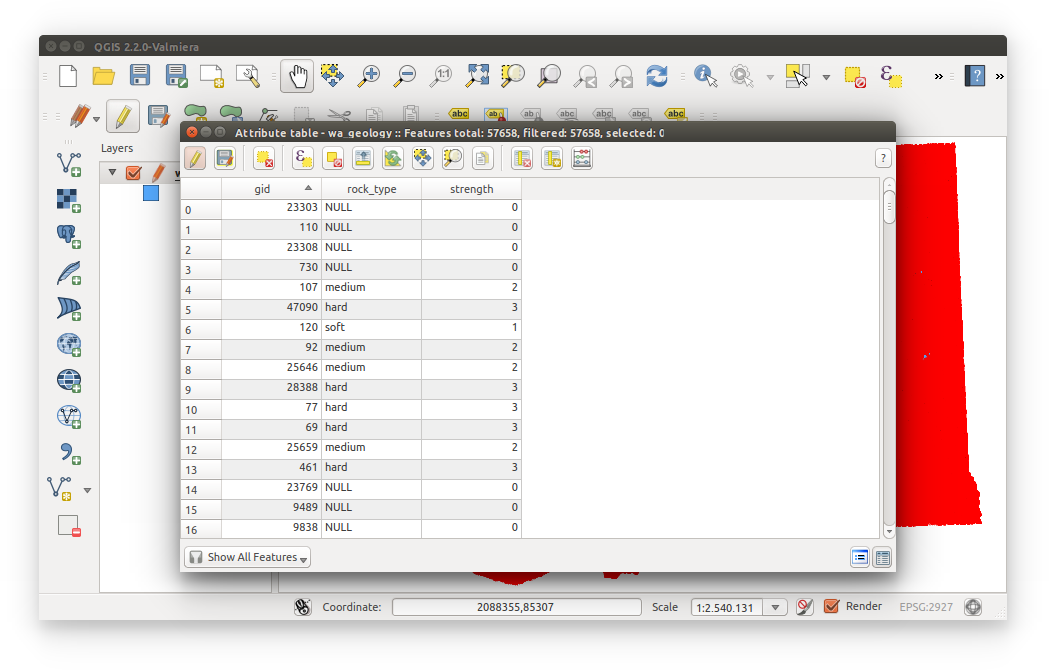 QGIS 2.2.0-Valmiera
Layers
Attribute table - wa_geology :: Features total: 57658, filtered: 57658, selected: 0
gid rock_type strength
0 23303 NULL 0
1 110 NULL 0
2 23308 NULL 0
3 730 NULL 0
4 107 medium 2
5 47090 hard 3
6 120 soft 1
7 92 medium 2
8 25646 medium 2
9 28388 hard 3
10 77 hard 3
11 69 hard 3
12 25659 medium 2
13 461 hard 3
14 23769 NULL 0
15 9489 NULL 0
16 9838 NULL 0
Show All Features
Coordinate: 2088355,85307 Scale 1:2.540.131 Render EPSG:2927